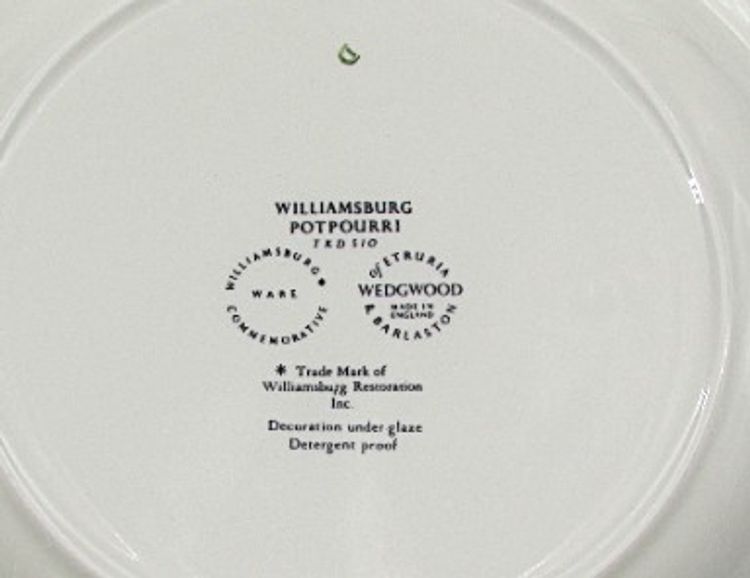 WILLIAMSBURG
POTPOURRI
TKD 510
WILLIAMSBURG *
WARE
COMMEMORATIVE
of ETRURIA
WEDGWOOD
MADE IN
ENGLAND
& BARLASTON
* Trade Mark of
Williamsburg Restoration
Inc.
Decoration under glaze
Detergent proof